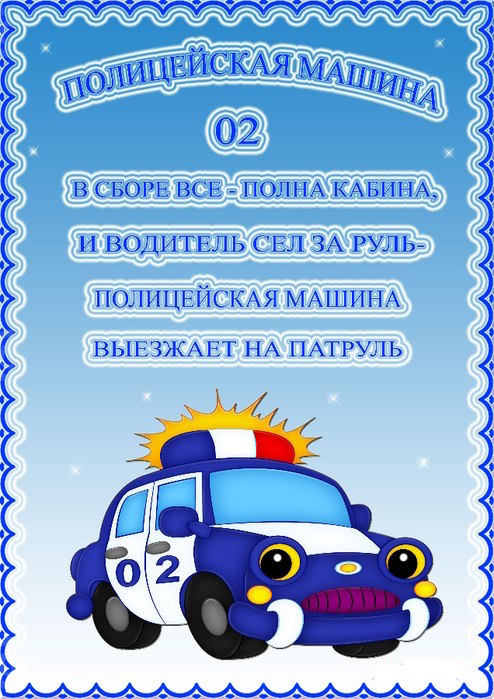 ПОЛИЦЕЙСКАЯ МАШИНА
02
В СБОРЕ ВСЕ - ПОЛНА КАБИНА,
И ВОДИТЕЛЬ СЕЛ ЗА РУЛЬ-
ПОЛИЦЕЙСКАЯ МАШИНА
ВЫЕЗЖАЕТ НА ПАТРУЛЬ
02